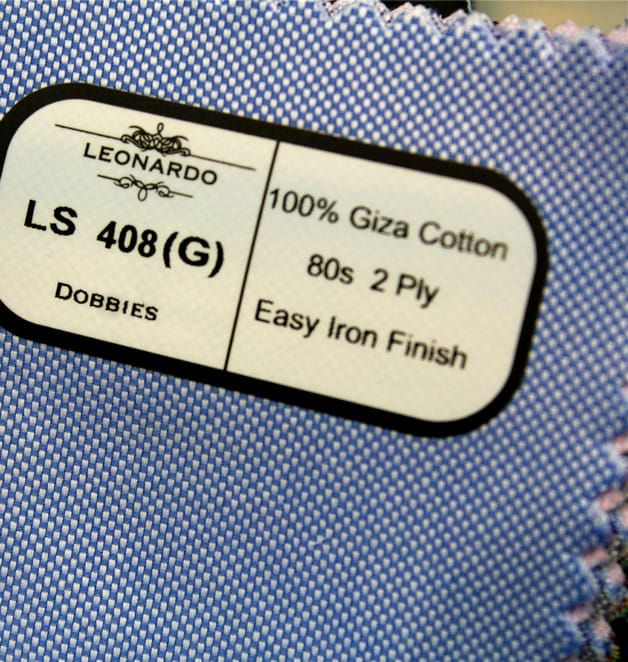 LEONARDO
LS 408(G)
DOBBIES
100% Giza Cotton
80s 2 Ply
Easy Iron Finish